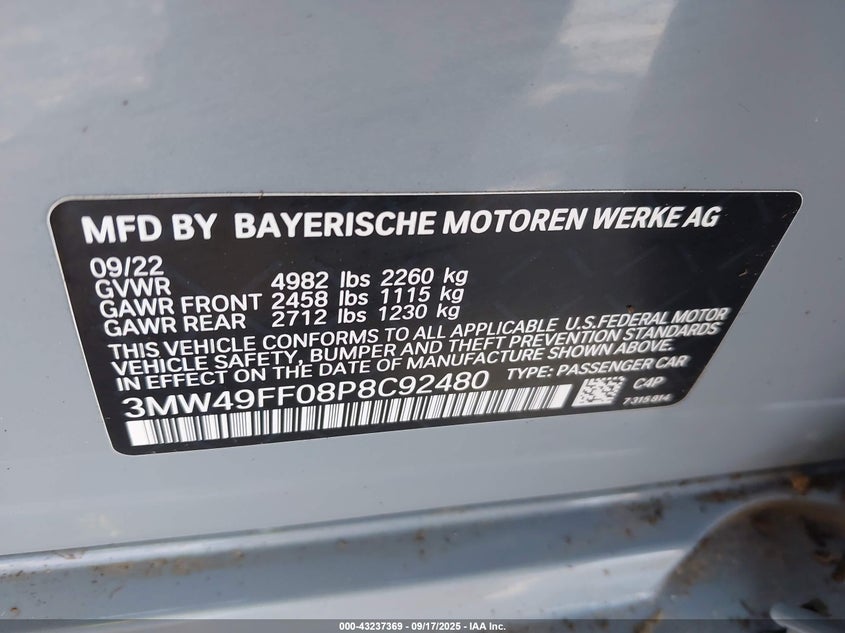 MFD BY BAYERISCHE MOTOREN WERKE AG
09/22
GVWR 4982 lbs 2260 kg
GAWR FRONT 2458 lbs 1115 kg
GAWR REAR 2712 lbs 1230 kg
THIS VEHICLE CONFORMS TO ALL APPLICABLE U.S.FEDERAL MOTOR
VEHICLE SAFETY, BUMPER AND THEFT PREVENTION STANDARDS
IN EFFECT ON THE DATE OF MANUFACTURE SHOWN ABOVE.
3MW49FF08P8C92480 TYPE: PASSENGER CAR
C4P
7315814
000-43237369 - 09/17/2025 - IAA Inc.